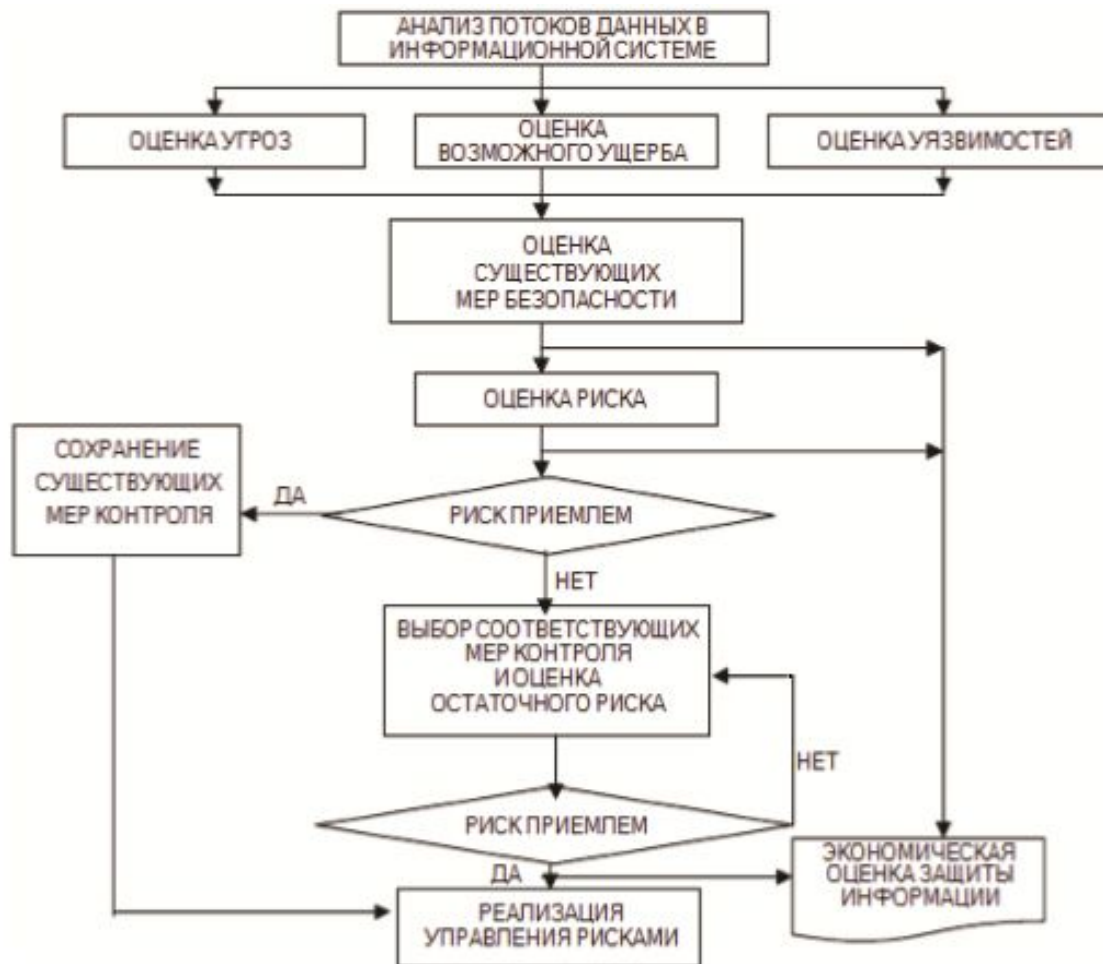 АНАЛИЗ ПОТОКОВ ДАННЫХ В
ИНФОРМАЦИОННОЙ СИСТЕМЕ
ОЦЕНКА УГРОЗ
ОЦЕНКА
ВОЗМОЖНОГО УЩЕРБА
ОЦЕНКА УЯЗВИМОСТЕЙ
ОЦЕНКА
СУЩЕСТВУЮЩИХ
МЕР БЕЗОПАСНОСТИ
ОЦЕНКА РИСКА
СОХРАНЕНИЕ
СУЩЕСТВУЮЩИХ
МЕР КОНТРОЛЯ
ДА
РИСК ПРИЕМЛЕМ
НЕТ
ВЫБОР СООТВЕТСТВУЮЩИХ
МЕР КОНТРОЛЯ
И ОЦЕНКА
ОСТАТОЧНОГО РИСКА
НЕТ
РИСК ПРИЕМЛЕМ
ДА
ЭКОНОМИЧЕСКАЯ
ОЦЕНКА ЗАЩИТЫ
ИНФОРМАЦИИ
РЕАЛИЗАЦИЯ
УПРАВЛЕНИЯ РИСКАМИ